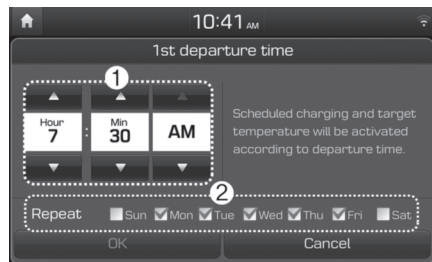 10:41 AM
1st departure time
1
Hour
7
:
Min
30
AM
Scheduled charging and target
temperature will be activated
according to departure time.
2
Repeat Sun Mon Tue Wed Thu Fri Sat
OK Cancel